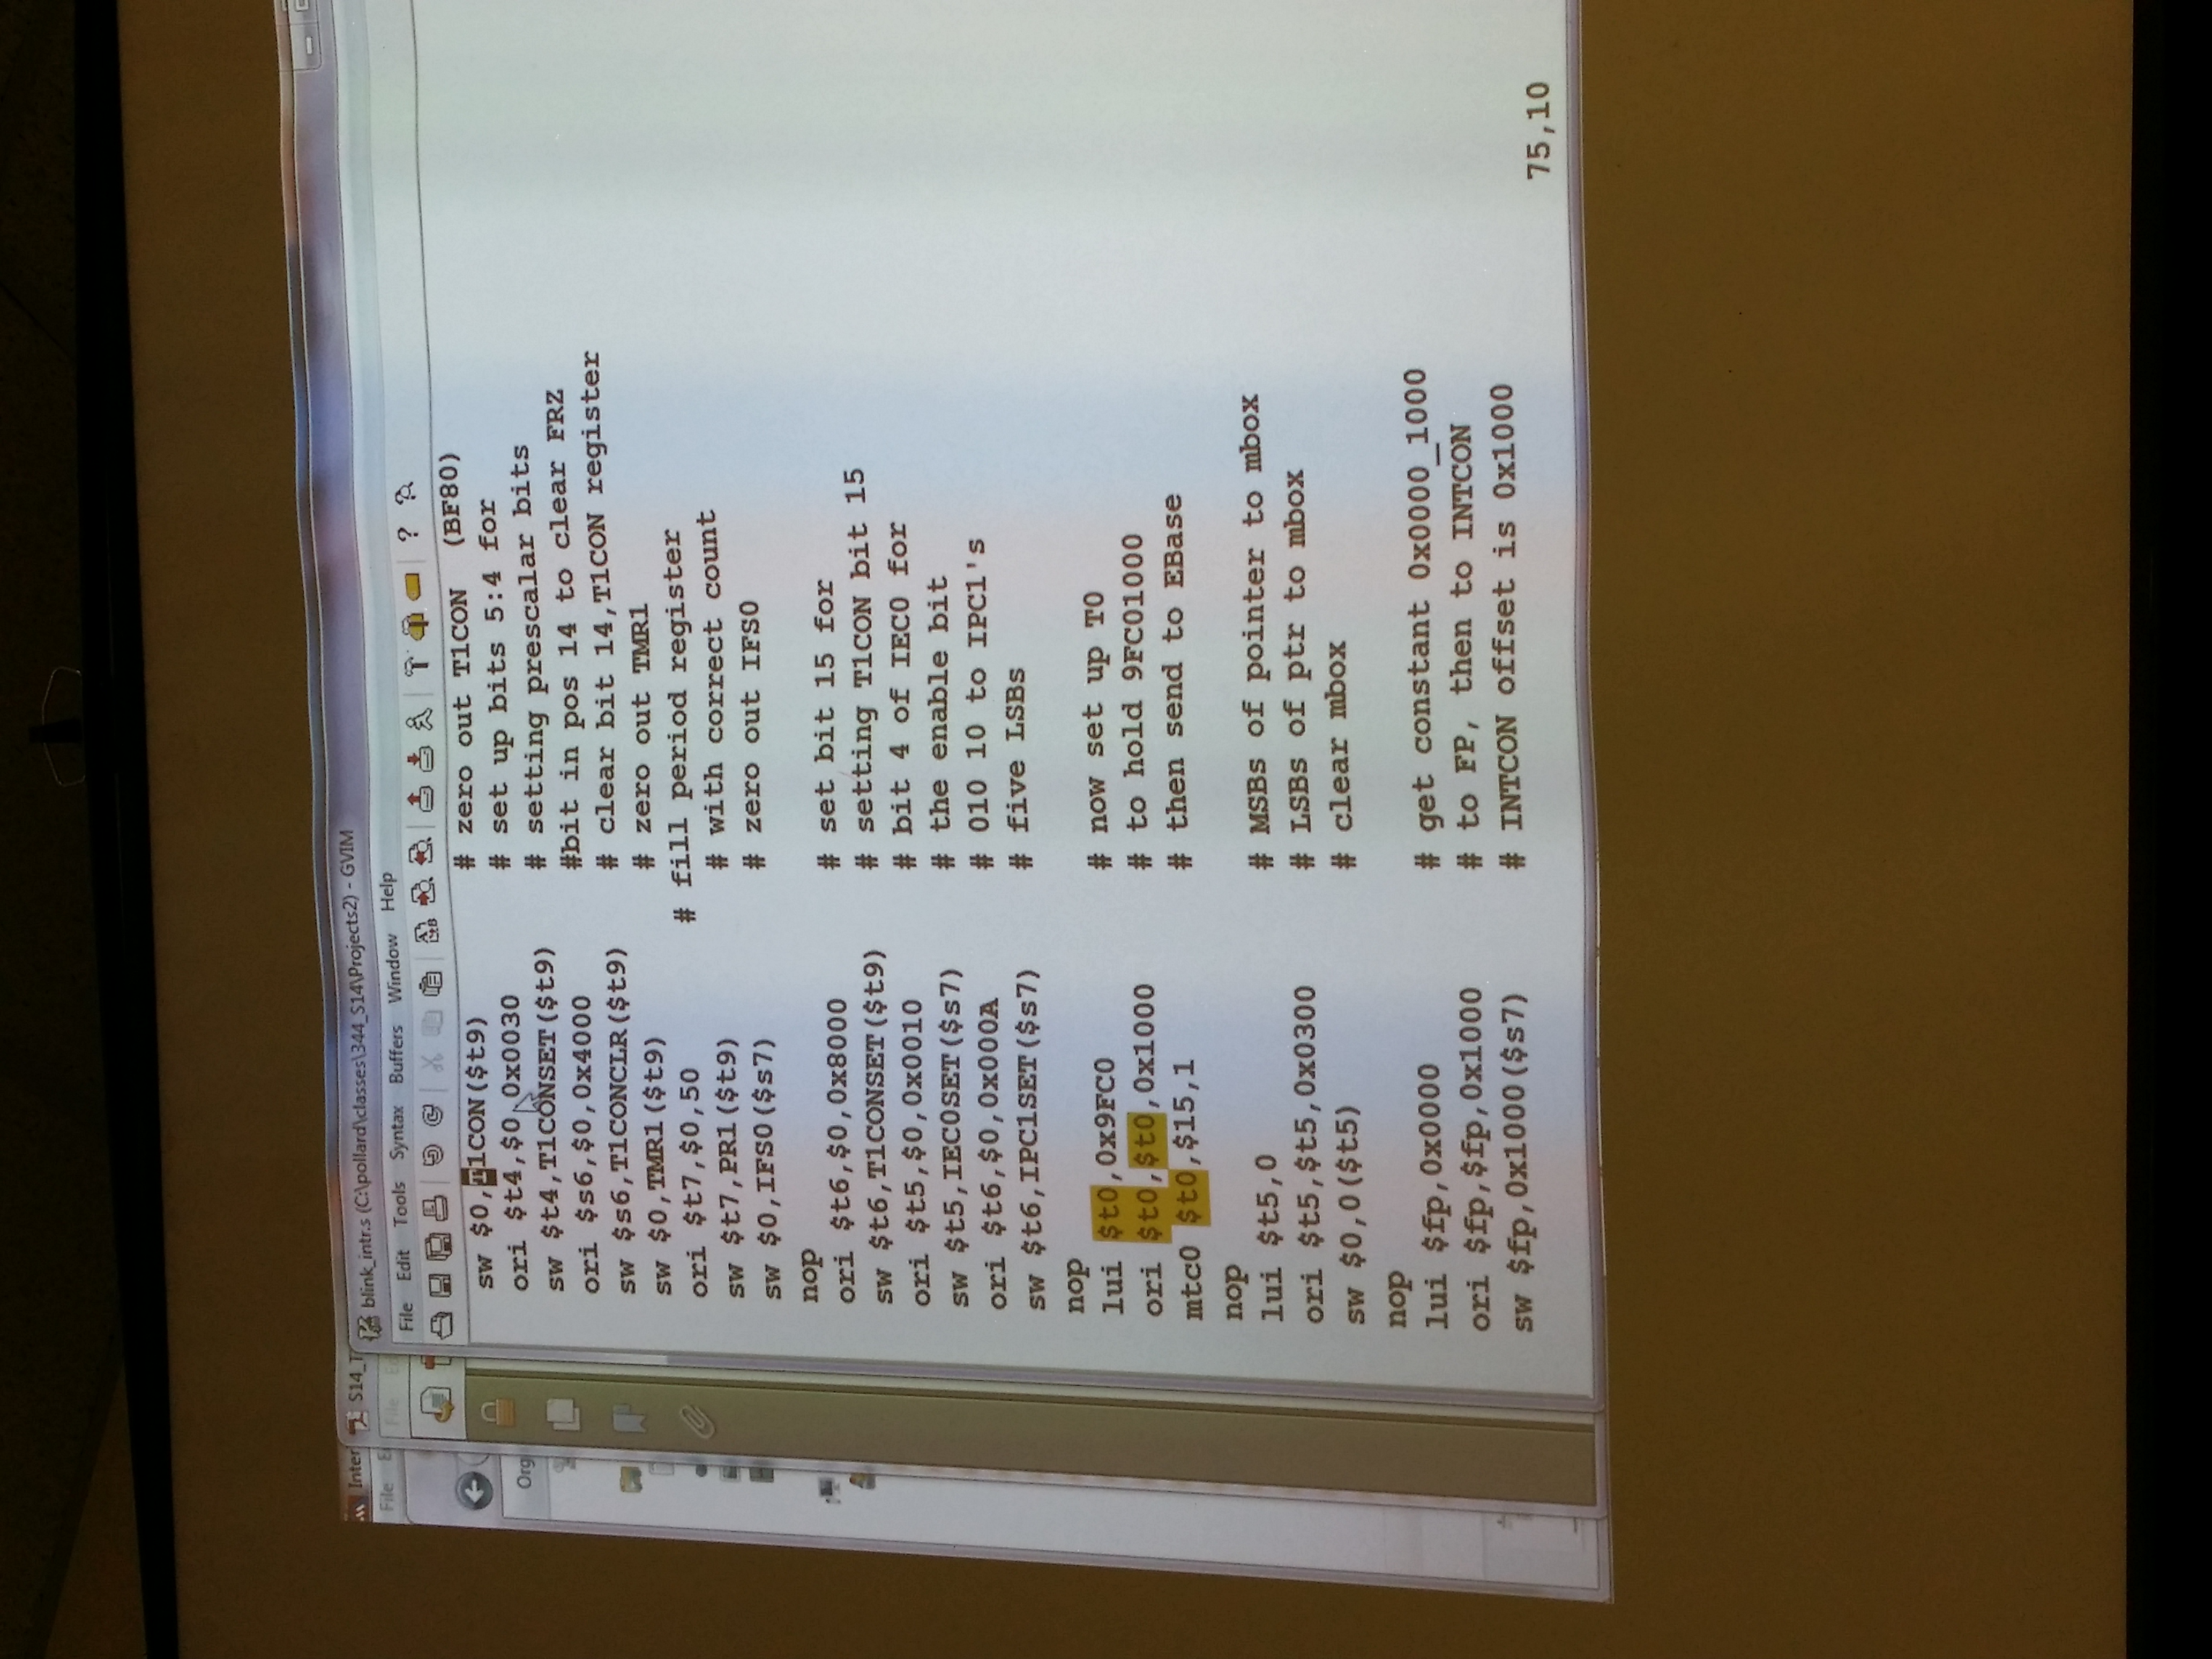 Inter
S14_T
blink_intr.s (C:\pollard\classes\344_S14\Projects2) - GVIM
File
File
File Edit Tools Syntax Buffers Window Help
Org
sw $0,T1CON($t9) # zero out T1CON (BF80)
ori $t4,$0,0x0030 # set up bits 5:4 for
sw $t4,T1CONSET($t9) # setting prescalar bits
ori $s6,$0,0x4000 #bit in pos 14 to clear FRZ
sw $s6,T1CONCLR($t9) # clear bit 14,T1CON register
sw $0,TMR1($t9) # zero out TMR1
ori $t7,$0,50 # fill period register
sw $t7,PR1($t9) # with correct count
sw $0,IFS0($s7) # zero out IFS0
nop
ori $t6,$0,0x8000 # set bit 15 for
sw $t6,T1CONSET($t9) # setting T1CON bit 15
ori $t5,$0,0x0010 # bit 4 of IEC0 for
sw $t5,IEC0SET($s7) # the enable bit
ori $t6,$0,0x000A # 010 10 to IPC1's
sw $t6,IPC1SET($s7) # five LSBs
nop
lui $t0,0x9FC0 # now set up T0
ori $t0,$t0,0x1000 # to hold 9FC01000
mtc0 $t0,$15,1 # then send to EBase
nop
lui $t5,0 # MSBs of pointer to mbox
ori $t5,$t5,0x0300 # LSBs of ptr to mbox
sw $0,0($t5) # clear mbox
nop
lui $fp,0x0000 # get constant 0x0000_1000
ori $fp,$fp,0x1000 # to FP, then to INTCON
sw $fp,0x1000($s7) # INTCON offset is 0x1000
75,10